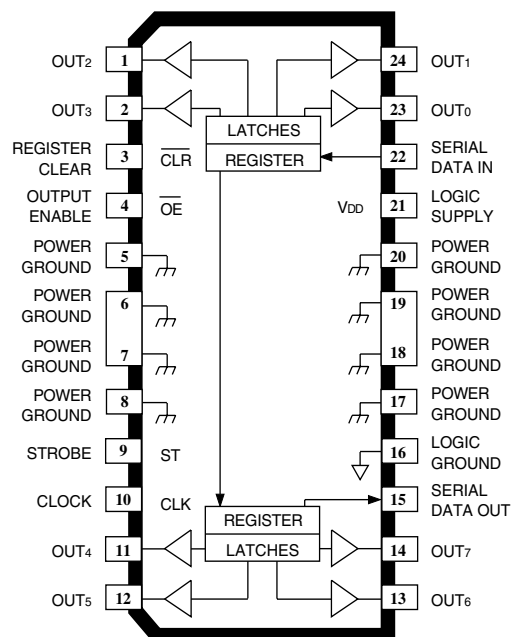 OUT2 1 24 OUT1
OUT3 2 23 OUT0
LATCHES
REGISTER CLEAR 3 CLR REGISTER 22 SERIAL DATA IN
OUTPUT ENABLE 4 OE VDD 21 LOGIC SUPPLY
POWER GROUND 5 20 POWER GROUND
POWER GROUND 6 19 POWER GROUND
POWER GROUND 7 18 POWER GROUND
POWER GROUND 8 17 POWER GROUND
STROBE 9 ST 16 LOGIC GROUND
CLOCK 10 CLK 15 SERIAL DATA OUT
REGISTER
OUT4 11 LATCHES 14 OUT7
OUT5 12 13 OUT6